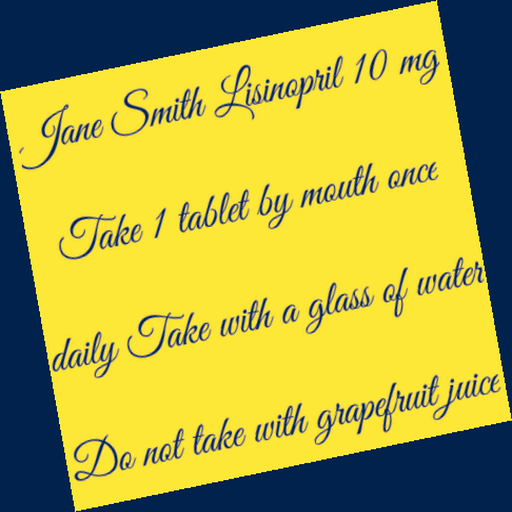 Jane Smith Lisinopril 10 mg
Take 1 tablet by mouth once
daily Take with a glass of water
Do not take with grapefruit juice